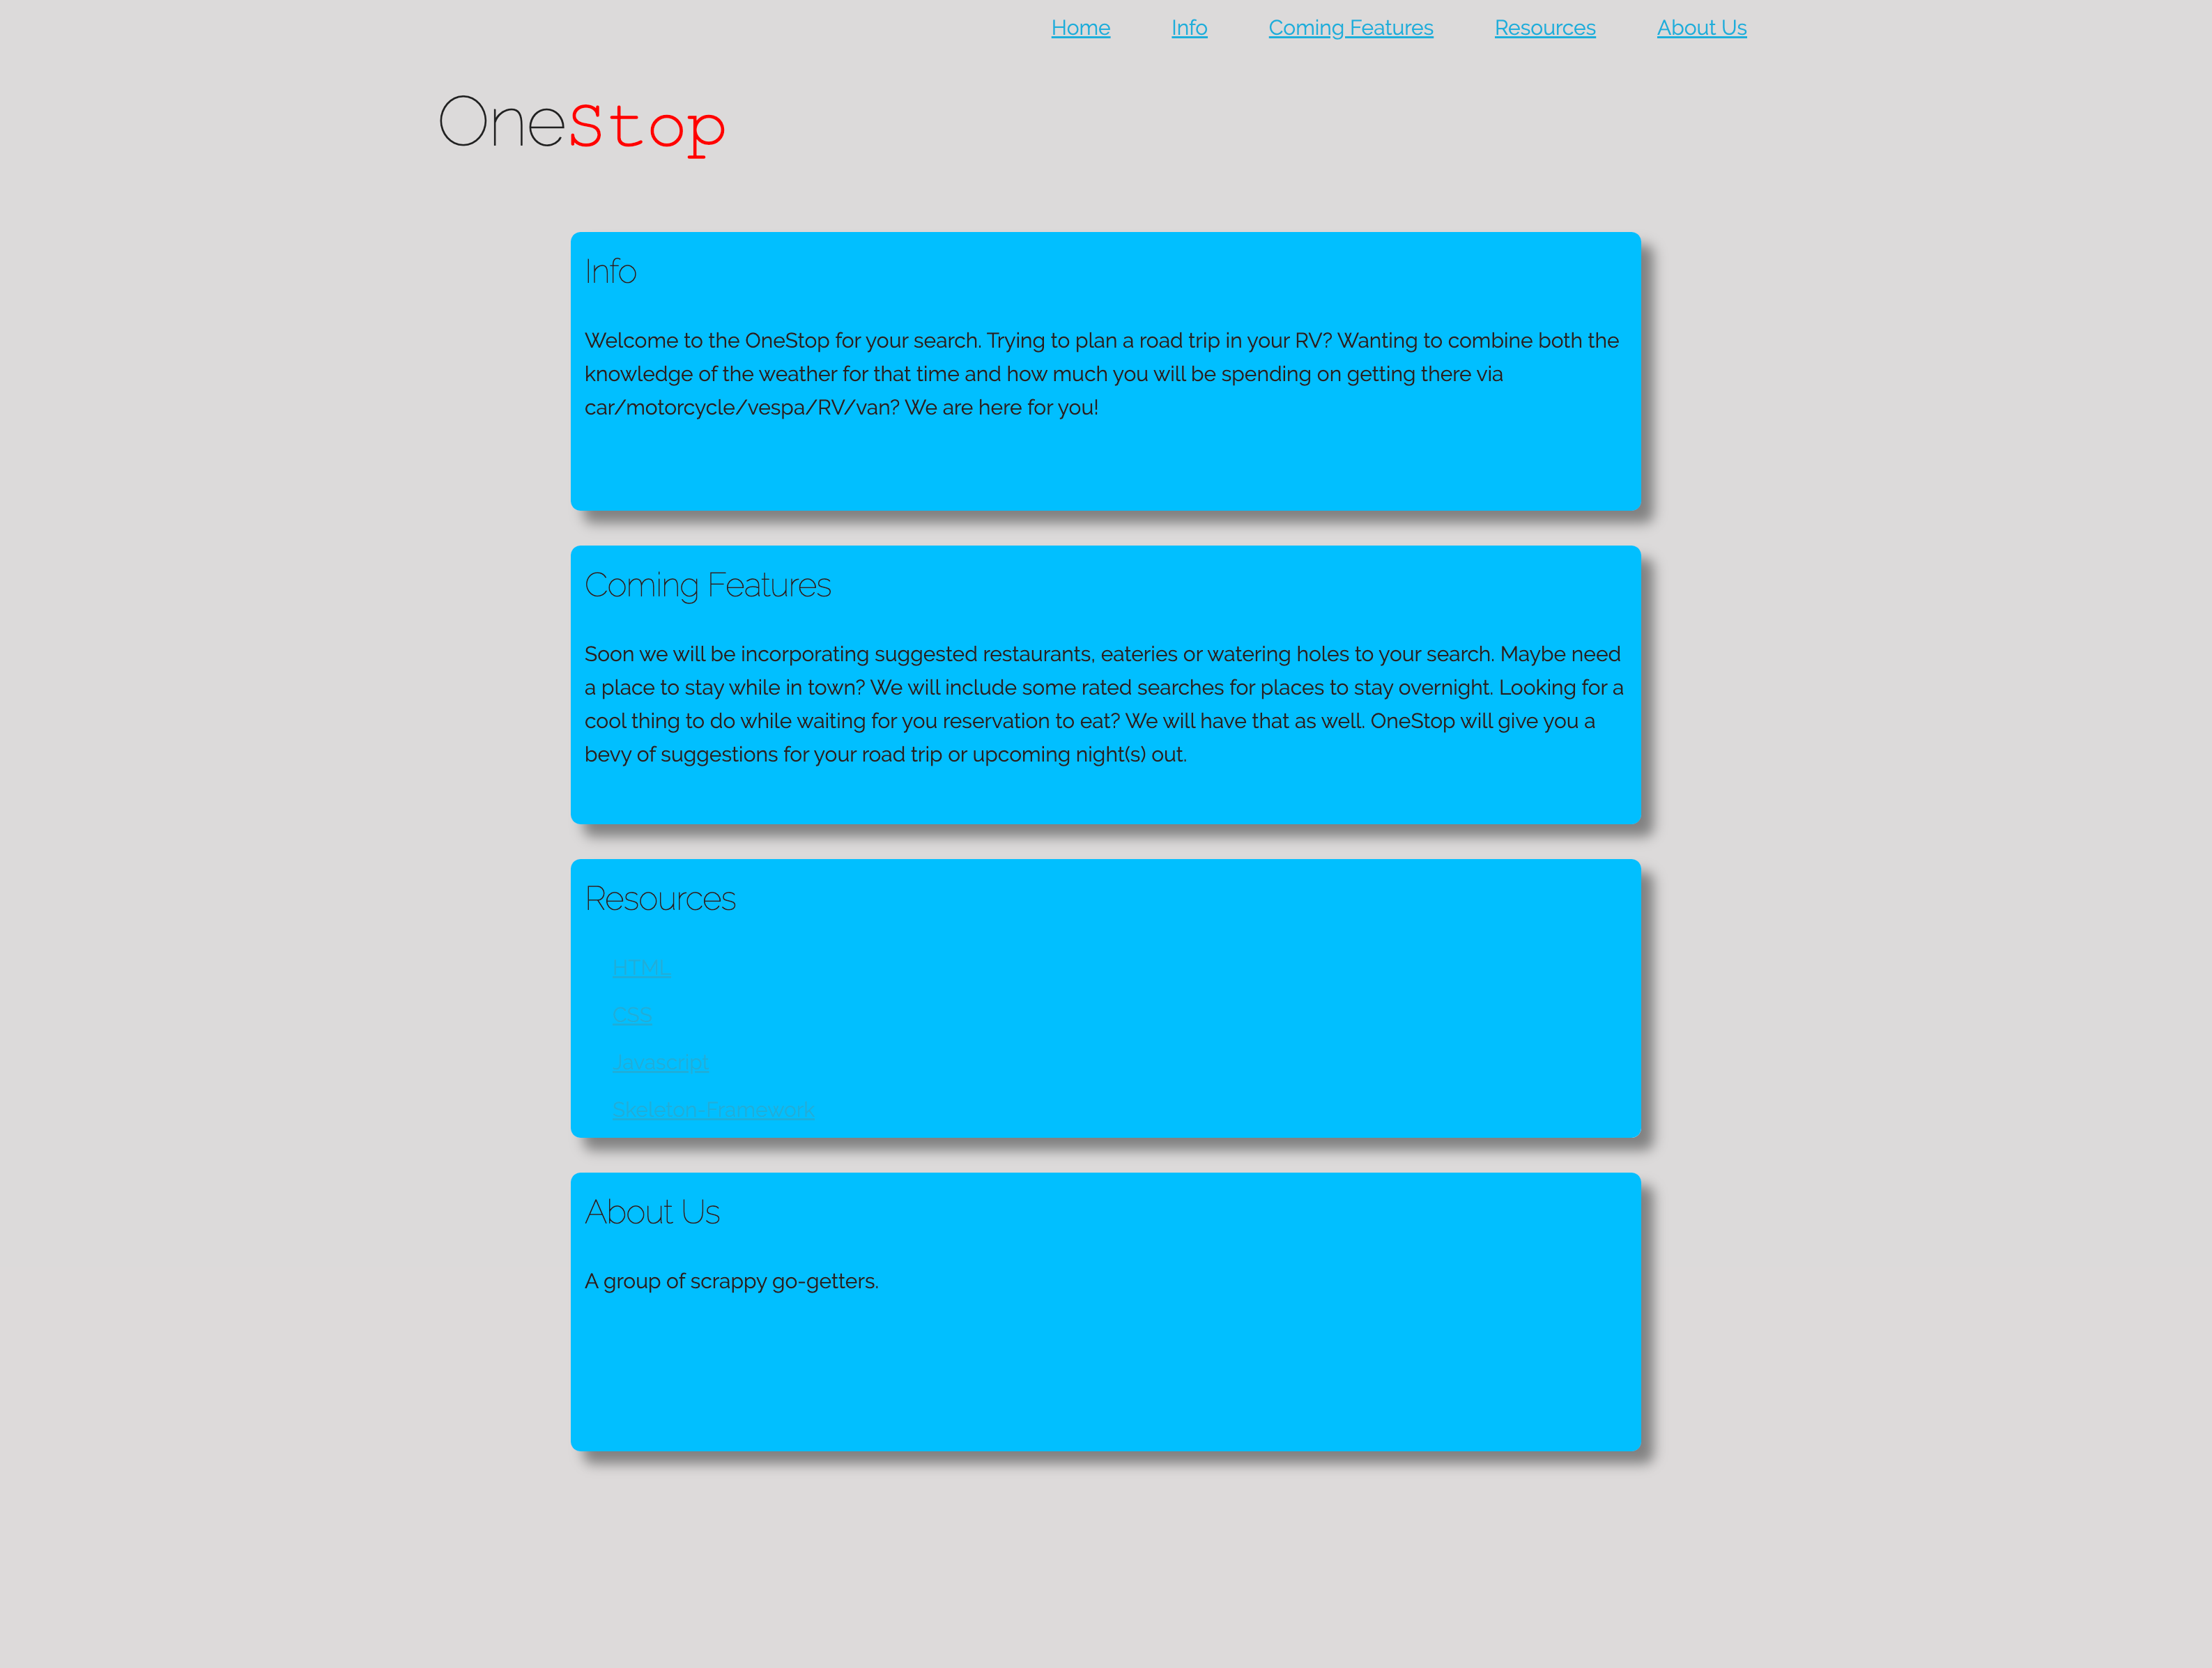 Home Info Coming Features Resources About Us
OneStop
Info
Welcome to the OneStop for your search. Trying to plan a road trip in your RV? Wanting to combine both the
knowledge of the weather for that time and how much you will be spending on getting there via
car/motorcycle/vespa/RV/van? We are here for you!
Coming Features
Soon we will be incorporating suggested restaurants, eateries or watering holes to your search. Maybe need
a place to stay while in town? We will include some rated searches for places to stay overnight. Looking for a
cool thing to do while waiting for you reservation to eat? We will have that as well. OneStop will give you a
bevy of suggestions for your road trip or upcoming night(s) out.
Resources
HTML
CSS
Javascript
Skeleton-Framework
About Us
A group of scrappy go-getters.